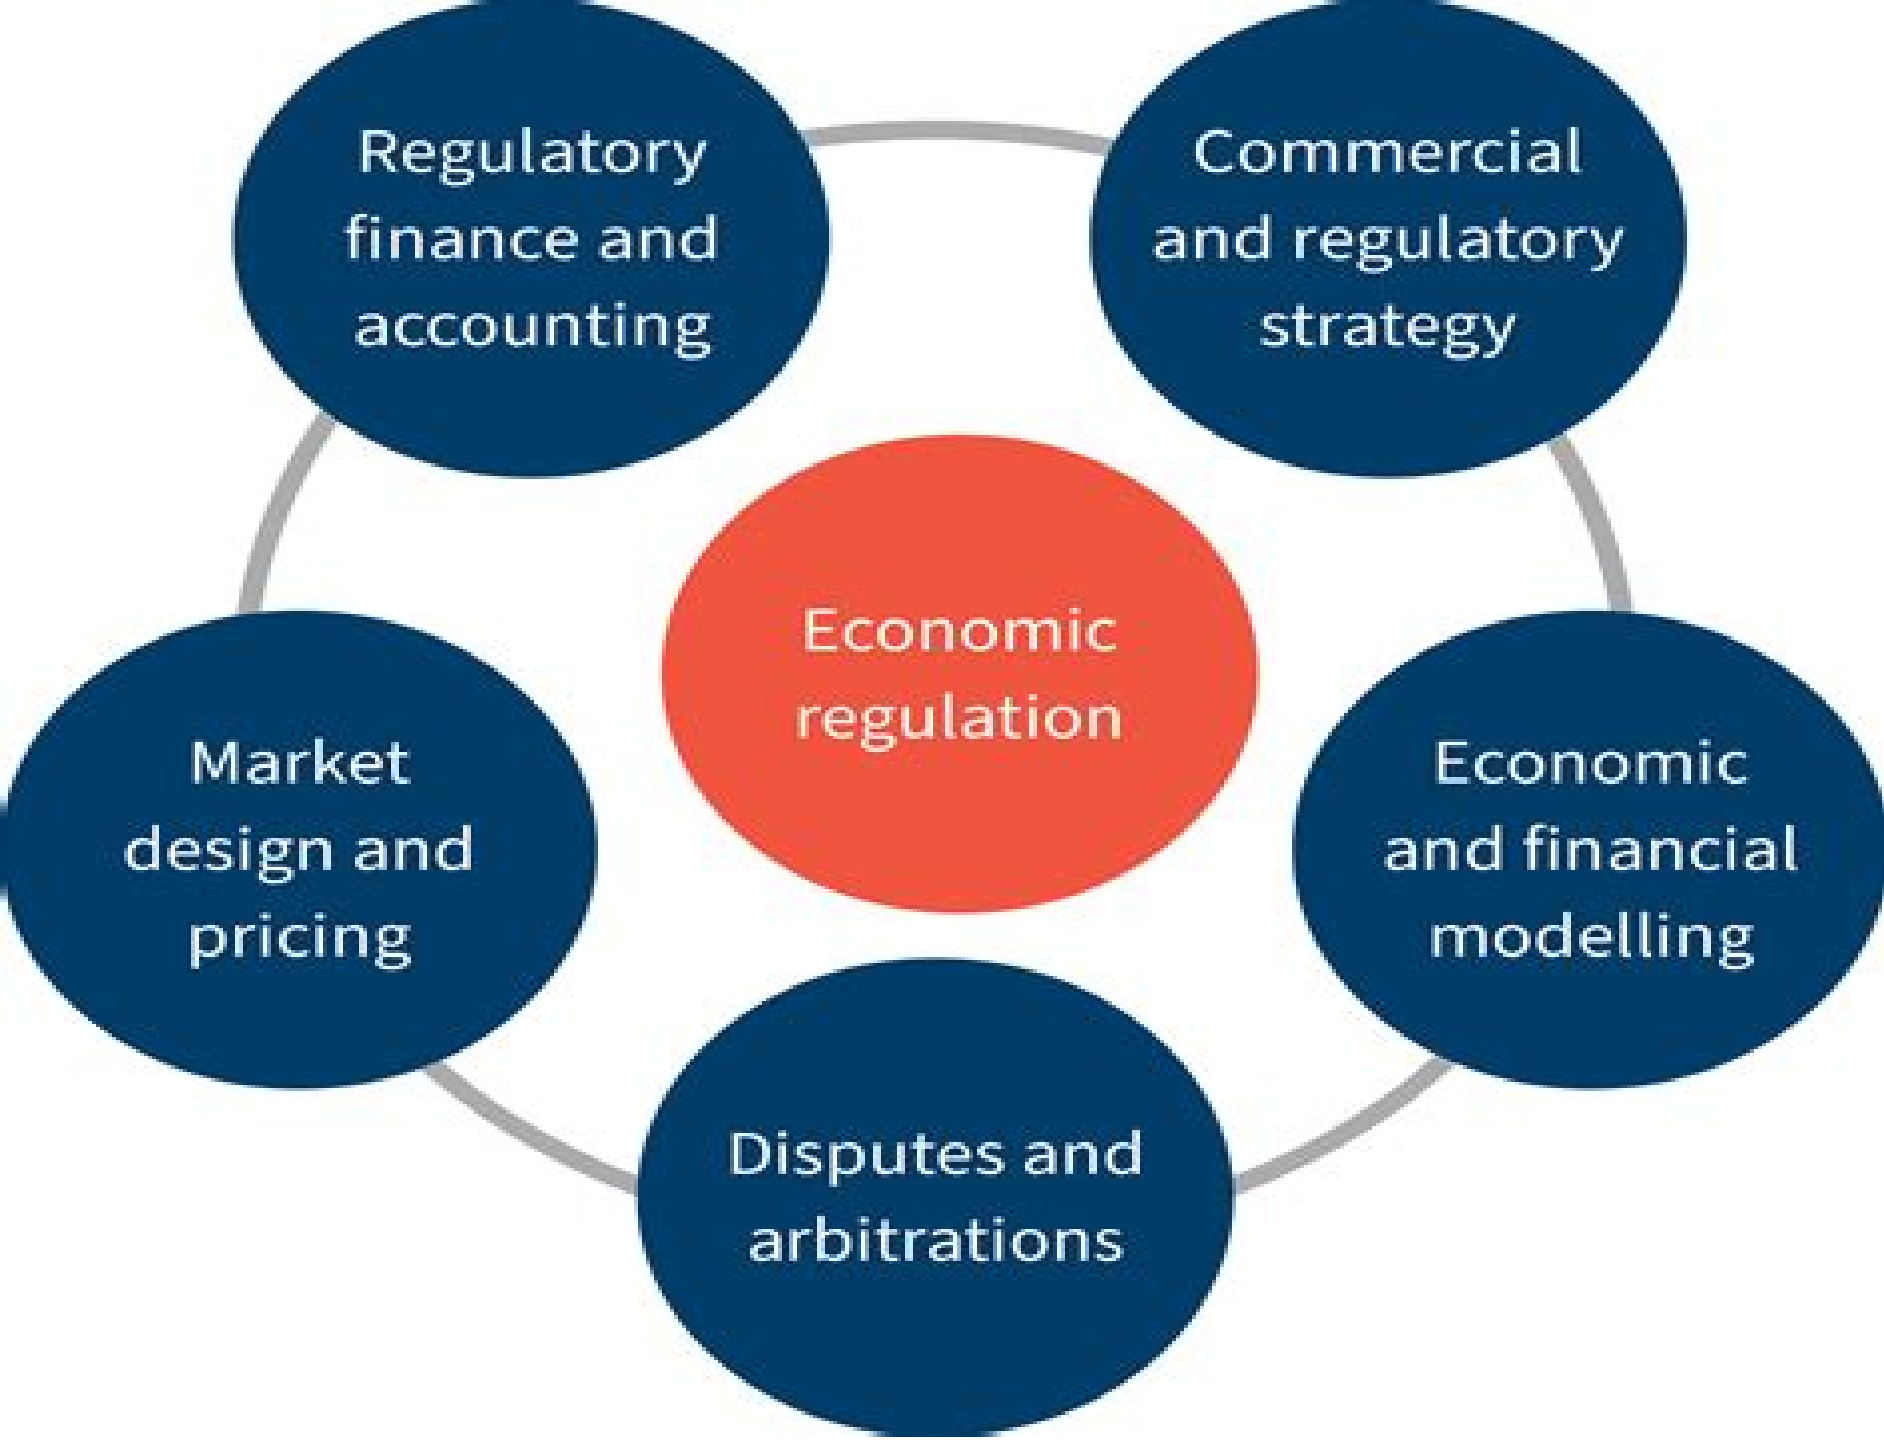 Regulatory
finance and
accounting
Commercial
and regulatory
strategy
Economic
regulation
Market
design and
pricing
Economic
and financial
modelling
Disputes and
arbitrations